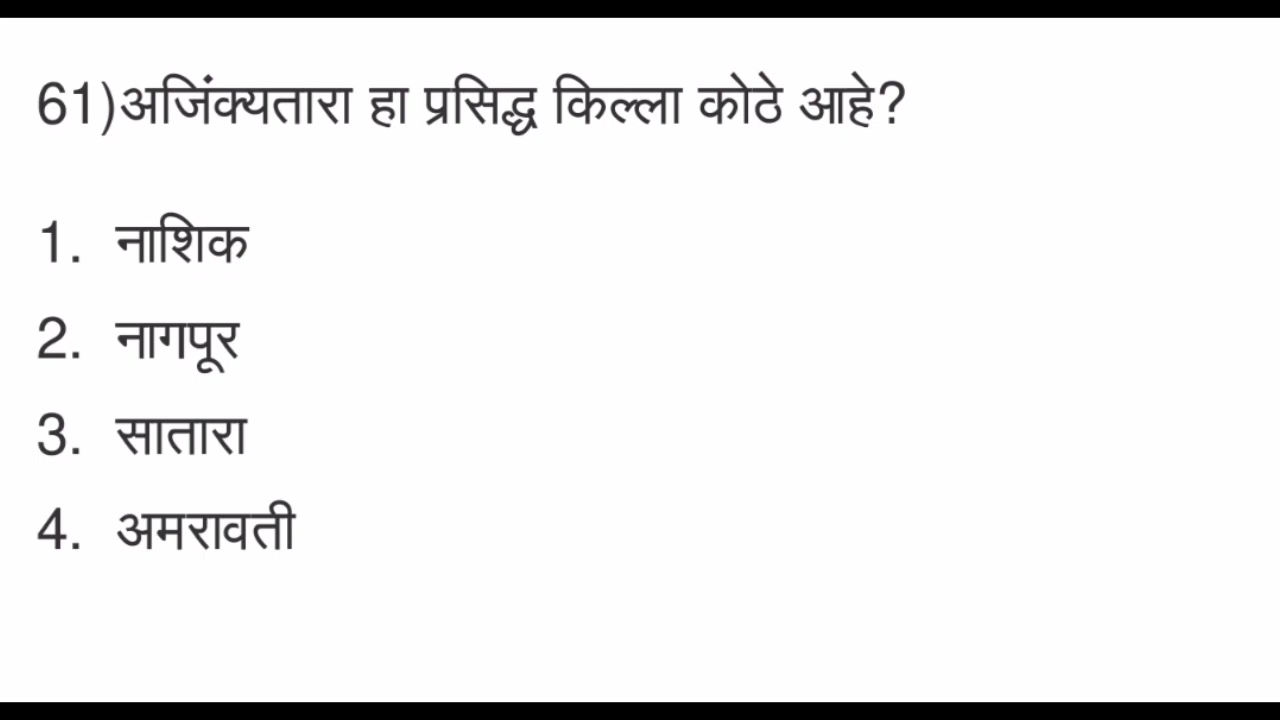 61)अजिंक्यतारा हा प्रसिद्ध किल्ला कोठे आहे?
1. नाशिक
2. नागपूर
3. सातारा
4. अमरावती